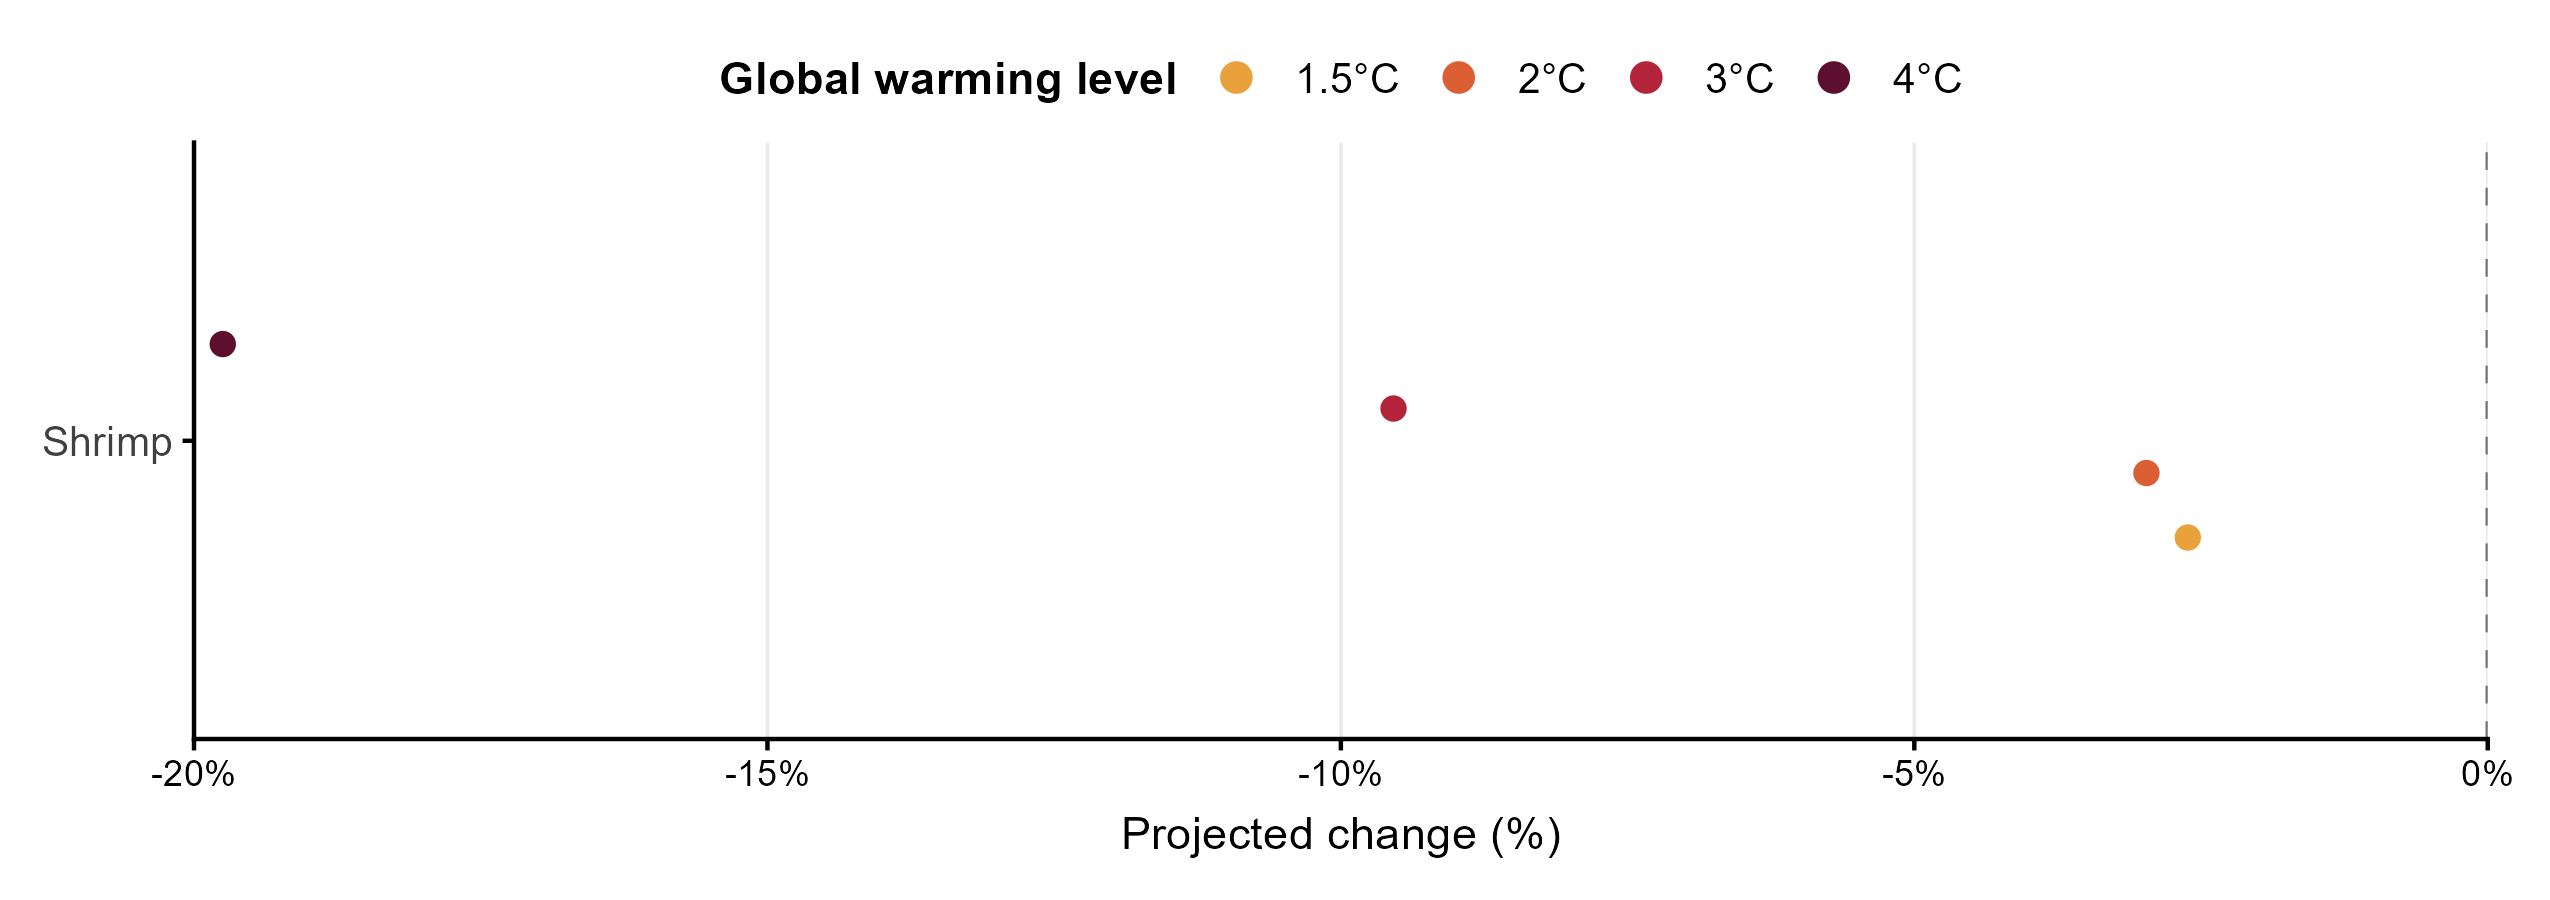 Global warming level 1.5°C 2°C 3°C 4°C
Shrimp
-20% -15% -10% -5% 0%
Projected change (%)